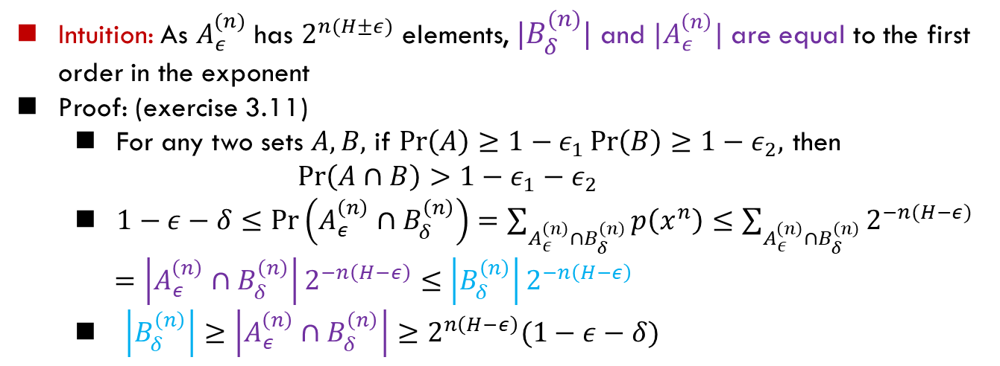 ■ Intuition: As $A_\epsilon^{(n)}$ has $2^{n(H\pm\epsilon)}$ elements, $|B_\delta^{(n)}|$ and $|A_\epsilon^{(n)}|$ are equal to the first
order in the exponent
■ Proof: (exercise 3.11)
■ For any two sets $A, B$, if $\Pr(A) \geq 1 - \epsilon_1 \Pr(B) \geq 1 - \epsilon_2$, then
$\Pr(A \cap B) > 1 - \epsilon_1 - \epsilon_2$
■ $1 - \epsilon - \delta \leq \Pr\left(A_\epsilon^{(n)} \cap B_\delta^{(n)}\right) = \sum_{A_\epsilon^{(n)} \cap B_\delta^{(n)}} p(x^n) \leq \sum_{A_\epsilon^{(n)} \cap B_\delta^{(n)}} 2^{-n(H-\epsilon)}$
$= \left|A_\epsilon^{(n)} \cap B_\delta^{(n)}\right| 2^{-n(H-\epsilon)} \leq \left|B_\delta^{(n)}\right| 2^{-n(H-\epsilon)}$
■ $\left|B_\delta^{(n)}\right| \geq \left|A_\epsilon^{(n)} \cap B_\delta^{(n)}\right| \geq 2^{n(H-\epsilon)}(1 - \epsilon - \delta)$